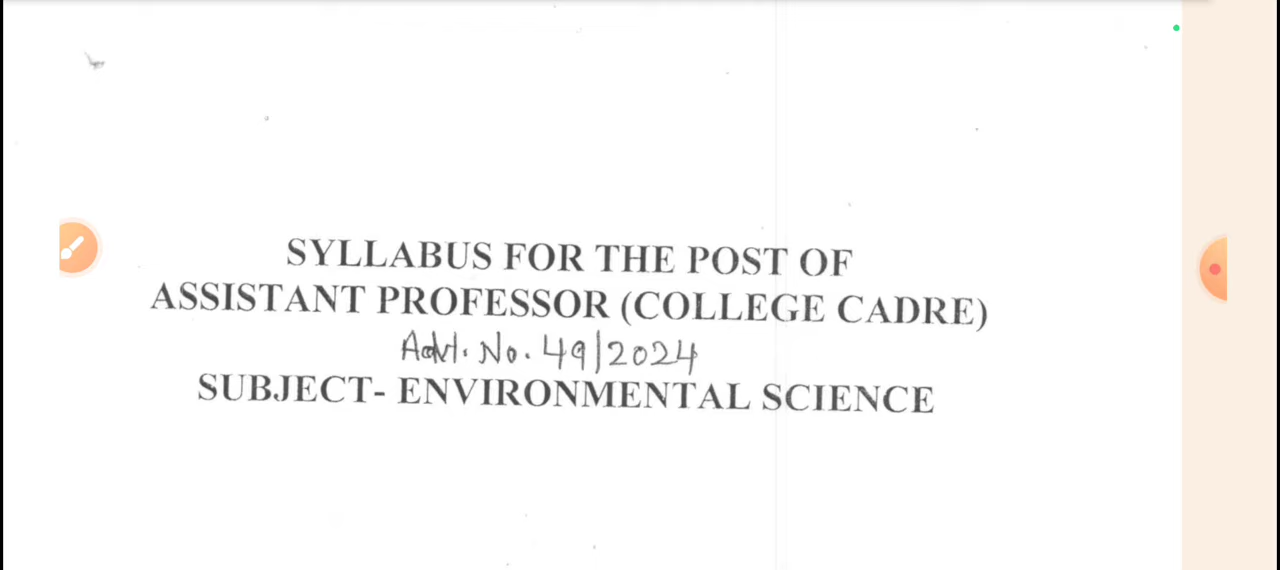 SYLLABUS FOR THE POST OF
ASSISTANT PROFESSOR (COLLEGE CADRE)
Advt. No. 49/2024
SUBJECT- ENVIRONMENTAL SCIENCE